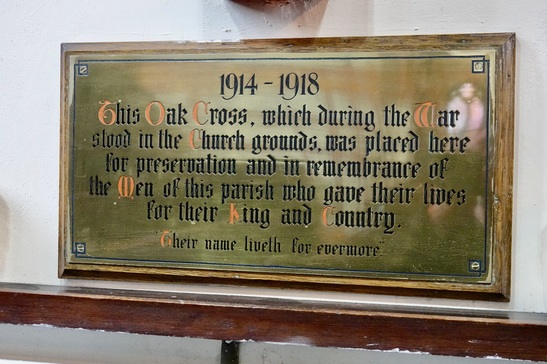 1914 - 1918
This Oak Cross, which during the War
stood in the Church grounds, was placed here
for preservation and in remembrance of
the Men of this parish who gave their lives
for their King and Country.
"Their name liveth for evermore"